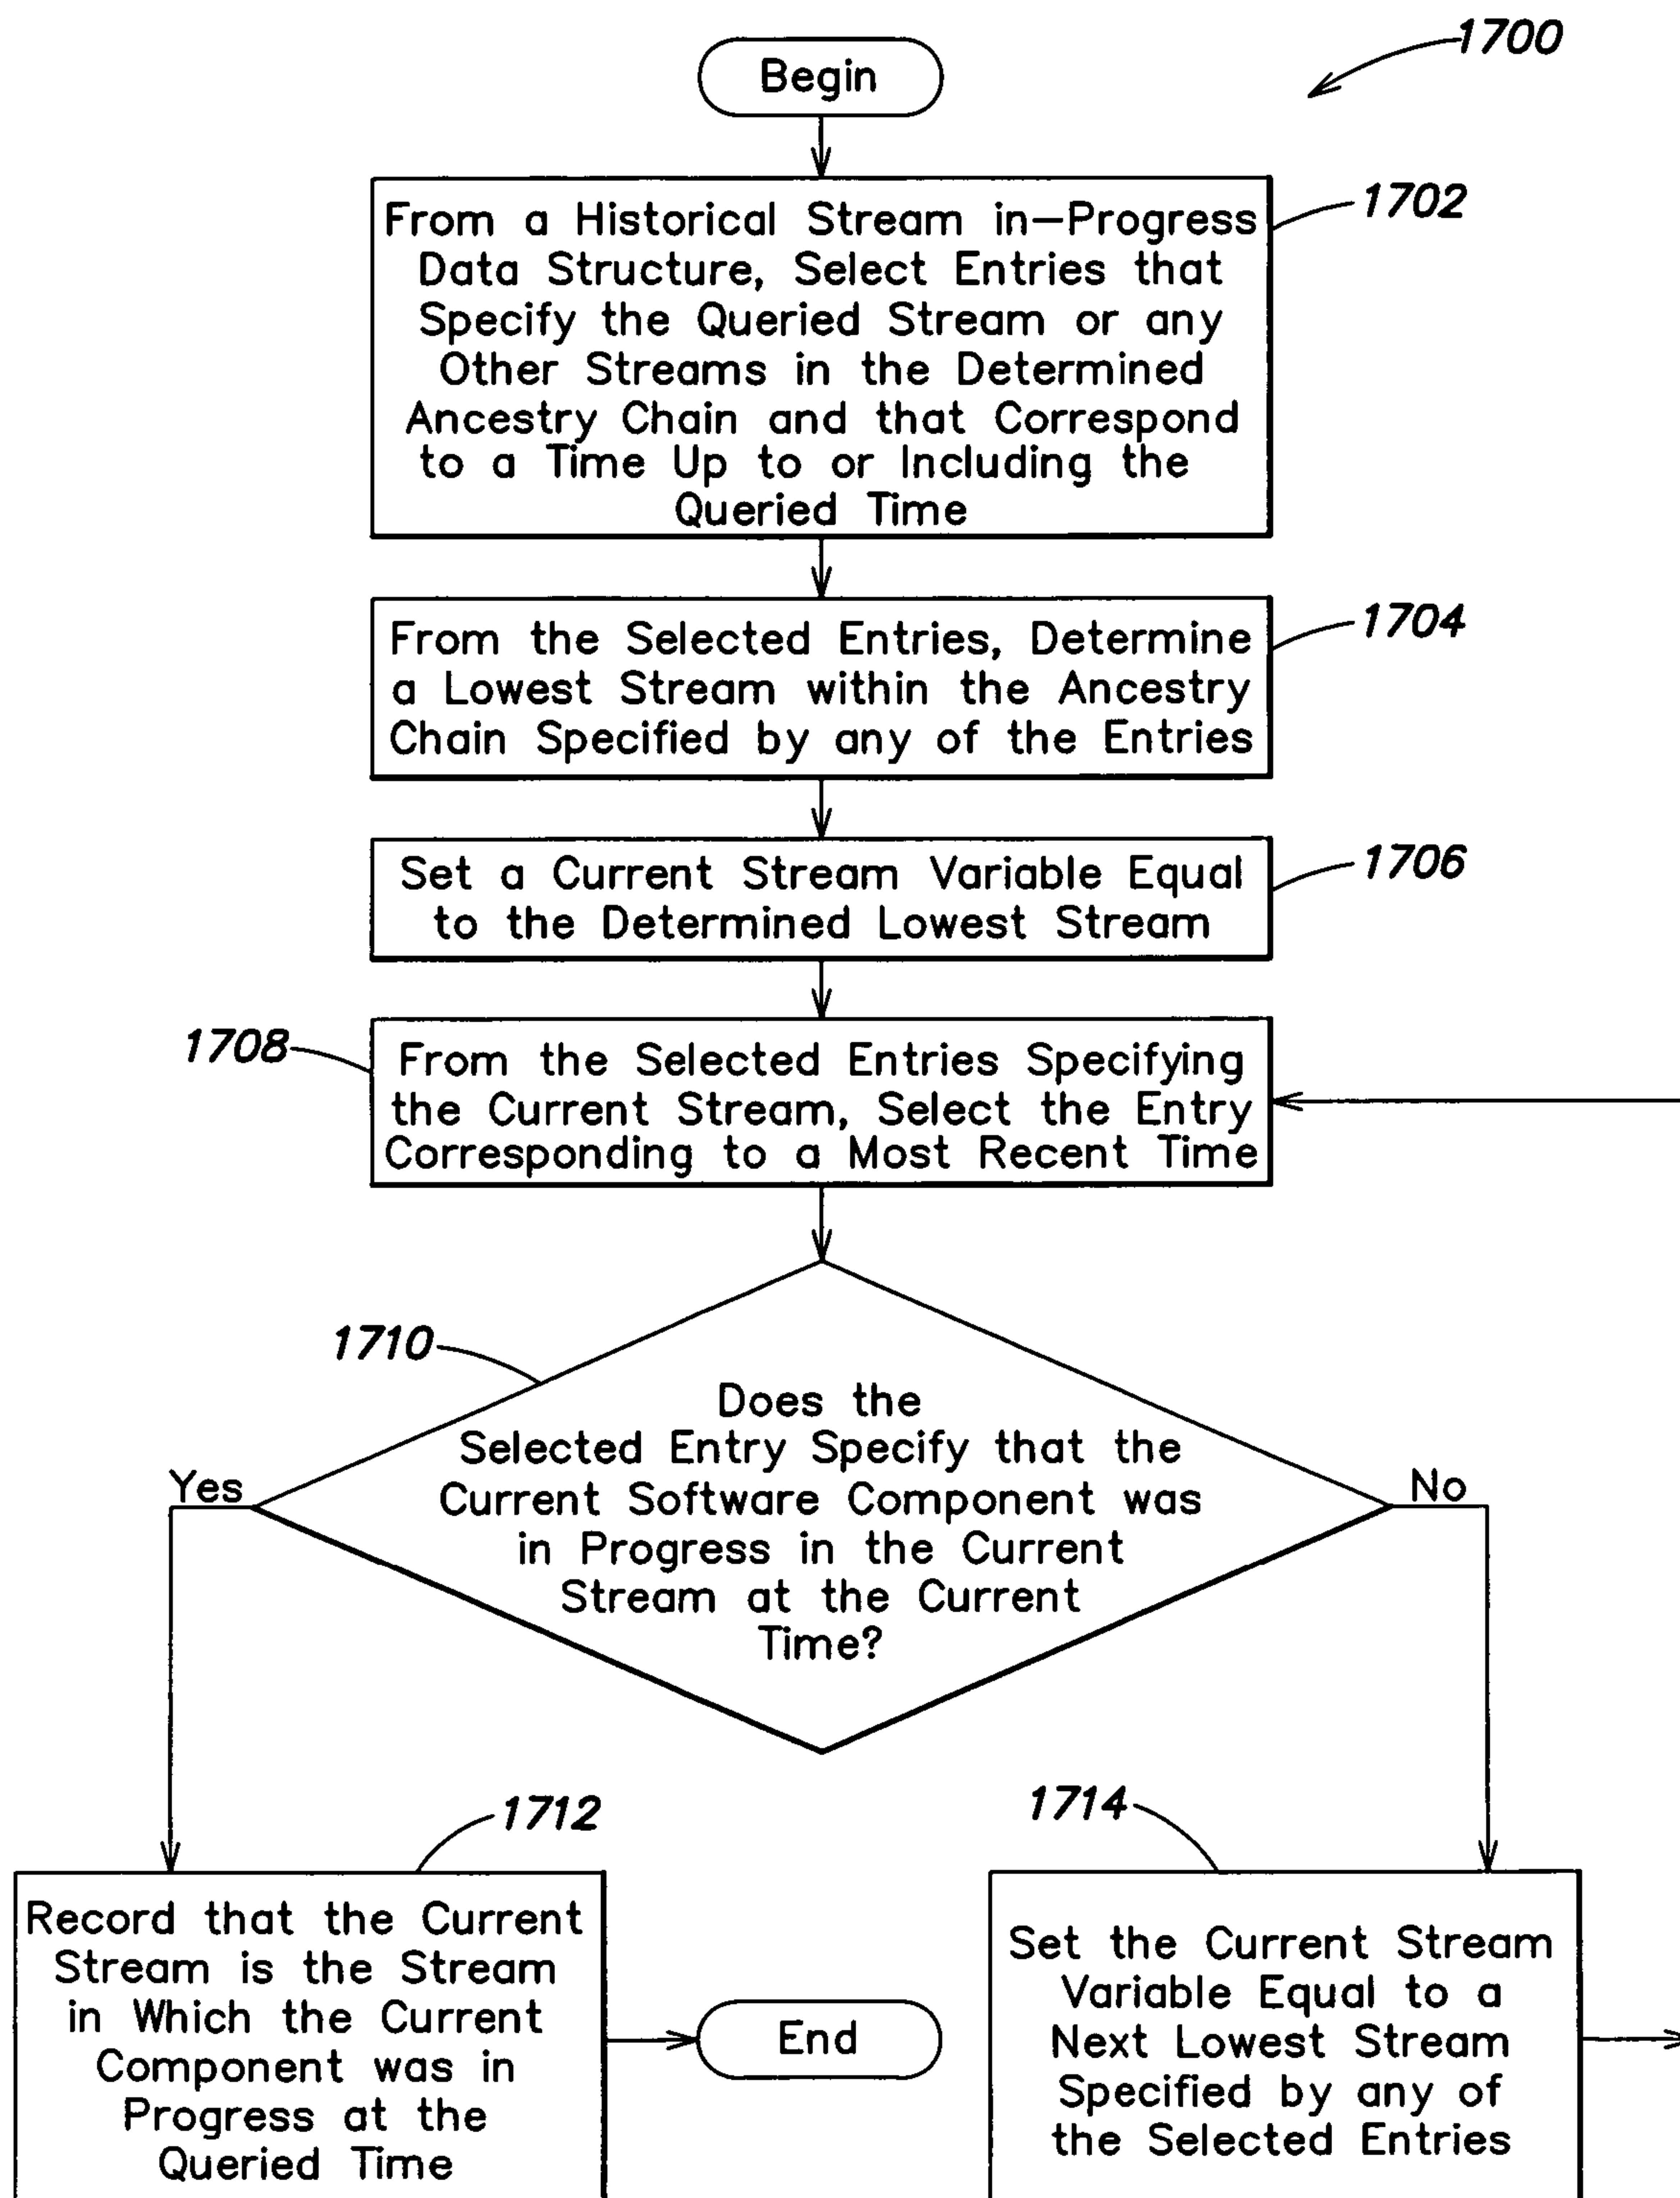 1700
Begin
1702
From a Historical Stream in-Progress
Data Structure, Select Entries that
Specify the Queried Stream or any
Other Streams in the Determined
Ancestry Chain and that Correspond
to a Time Up to or Including the
Queried Time
1704
From the Selected Entries, Determine
a Lowest Stream within the Ancestry
Chain Specified by any of the Entries
1706
Set a Current Stream Variable Equal
to the Determined Lowest Stream
1708
From the Selected Entries Specifying
the Current Stream, Select the Entry
Corresponding to a Most Recent Time
1710
Does the
Selected Entry Specify that the
Current Software Component was
in Progress in the Current
Stream at the Current
Time?
Yes
No
1712
Record that the Current
Stream is the Stream
in Which the Current
Component was in
Progress at the
Queried Time
End
1714
Set the Current Stream
Variable Equal to a
Next Lowest Stream
Specified by any of
the Selected Entries